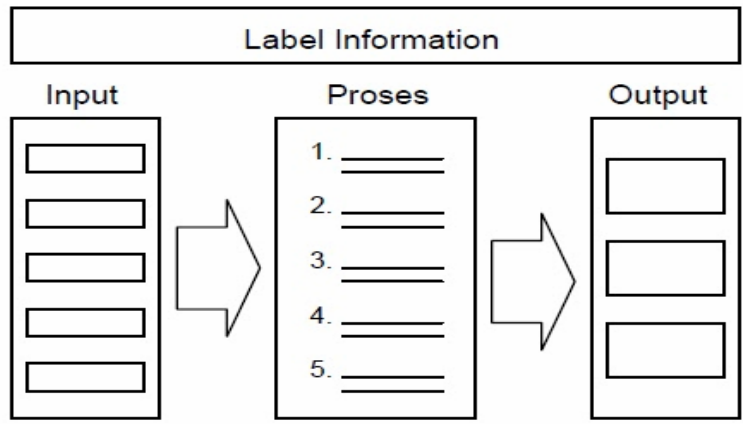 Label Information
Input
Proses
Output
1.
2.
3.
4.
5.